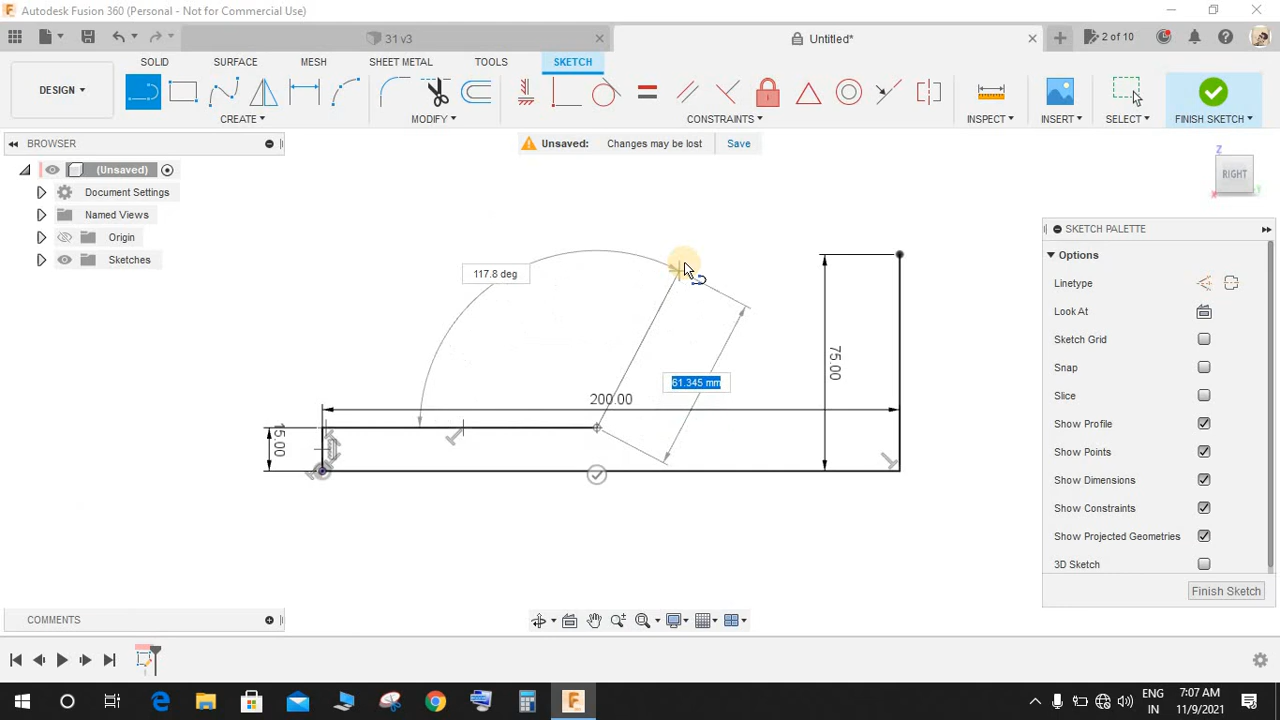 Autodesk Fusion 360 (Personal - Not for Commercial Use)
31 v3
Untitled*
2 of 10
SOLID
SURFACE
MESH
SHEET METAL
TOOLS
SKETCH
DESIGN
CREATE
MODIFY
CONSTRAINTS
INSPECT
INSERT
SELECT
FINISH SKETCH
BROWSER
Unsaved: Changes may be lost Save
(Unsaved)
Document Settings
Named Views
Origin
Sketches
Z
RIGHT
X
Y
SKETCH PALETTE
Options
Linetype
Look At
Sketch Grid
Snap
Slice
Show Profile
Show Points
Show Dimensions
Show Constraints
Show Projected Geometries
3D Sketch
Finish Sketch
117.8 deg
61.345 mm
75.00
200.00
15.00
COMMENTS
ENG
IN
7:07 AM
11/9/2021